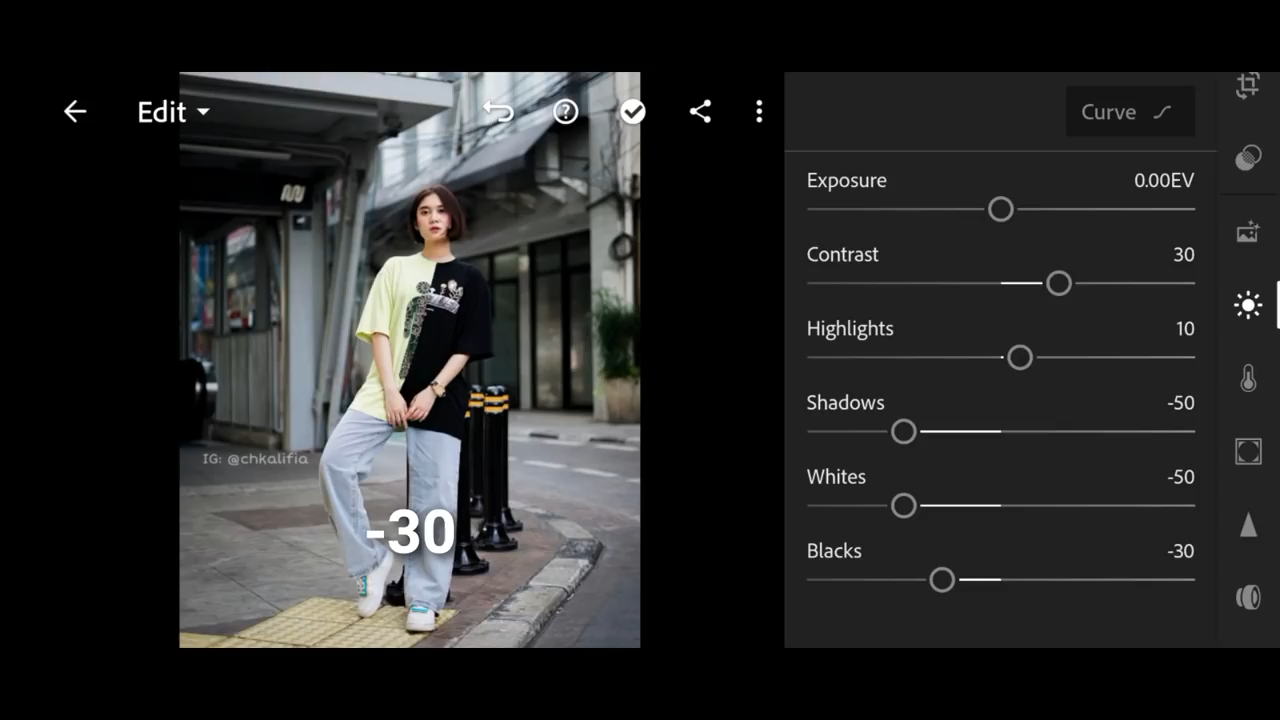 Edit
Curve
Exposure 0.00EV
Contrast 30
Highlights 10
Shadows -50
Whites -50
Blacks -30
IG: @chkalifia
-30